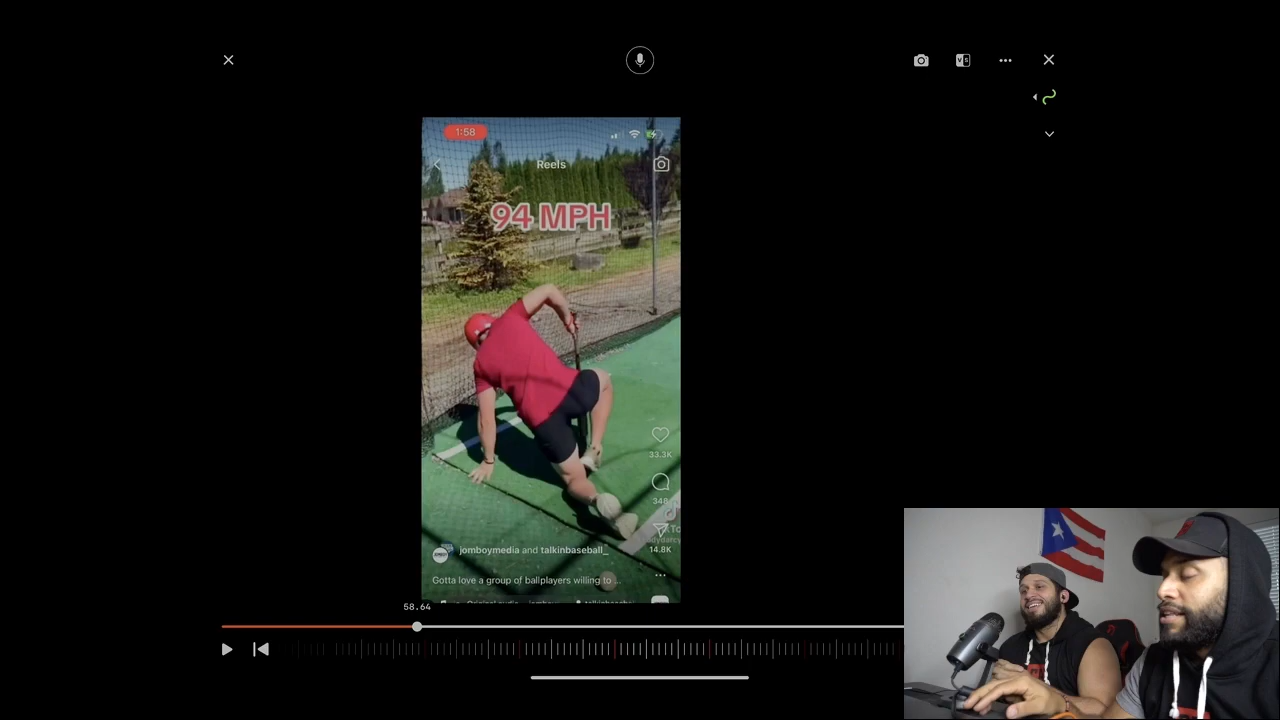 1:58
Reels
94 MPH
33.3K
348
14.8K
jomboymedia and talkinbaseball_
Gotta love a group of ballplayers willing to ...
58.64